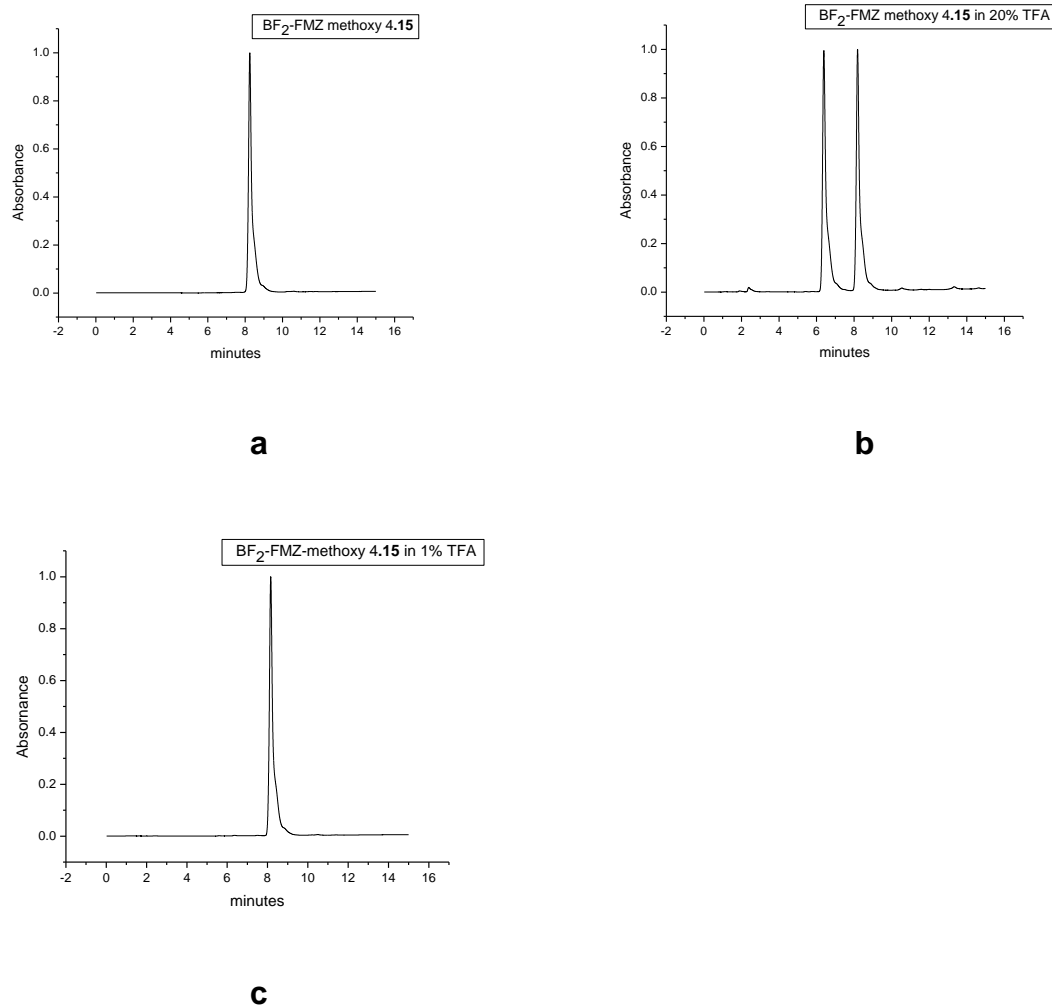 BF2-FMZ methoxy 4.15
1.0
0.8
0.6
0.4
0.2
0.0
Absorbance
-2 0 2 4 6 8 10 12 14 16
minutes
a
BF2-FMZ methoxy 4.15 in 20% TFA
1.0
0.8
0.6
0.4
0.2
0.0
Absorbance
-2 0 2 4 6 8 10 12 14 16
minutes
b
BF2-FMZ-methoxy 4.15 in 1% TFA
1.0
0.8
0.6
0.4
0.2
0.0
Absornance
-2 0 2 4 6 8 10 12 14 16
minutes
c